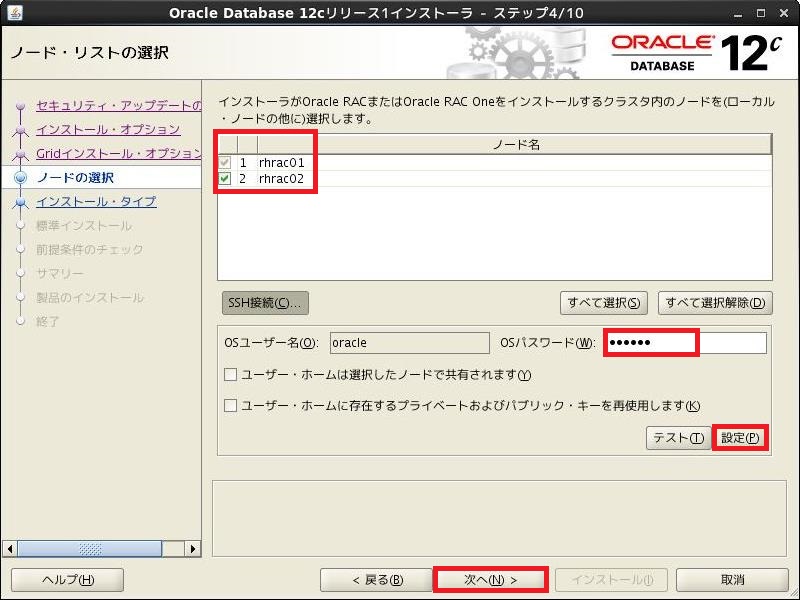 Oracle Database 12cリリース1インストーラ - ステップ4/10
ノード・リストの選択
ORACLE
DATABASE
12c
セキュリティ・アップデートの
インストール・オプション
Gridインストール・オプション
ノードの選択
インストール・タイプ
標準インストール
前提条件のチェック
サマリー
製品のインストール
終了
インストーラがOracle RACまたはOracle RAC Oneをインストールするクラスタ内のノードを(ローカル
・ノードの他に)選択します。
ノード名
1 rhrac01
2 rhrac02
SSH接続(C)...
すべて選択(S)
すべて選択解除(D)
OSユーザー名(O): oracle
OSパスワード(W): ••••••
ユーザー・ホームは選択したノードで共有されます(Y)
ユーザー・ホームに存在するプライベートおよびパブリック・キーを再使用します(K)
テスト(T)
設定(P)
ヘルプ(H)
< 戻る(B)
次へ(N) >
インストール(I)
取消